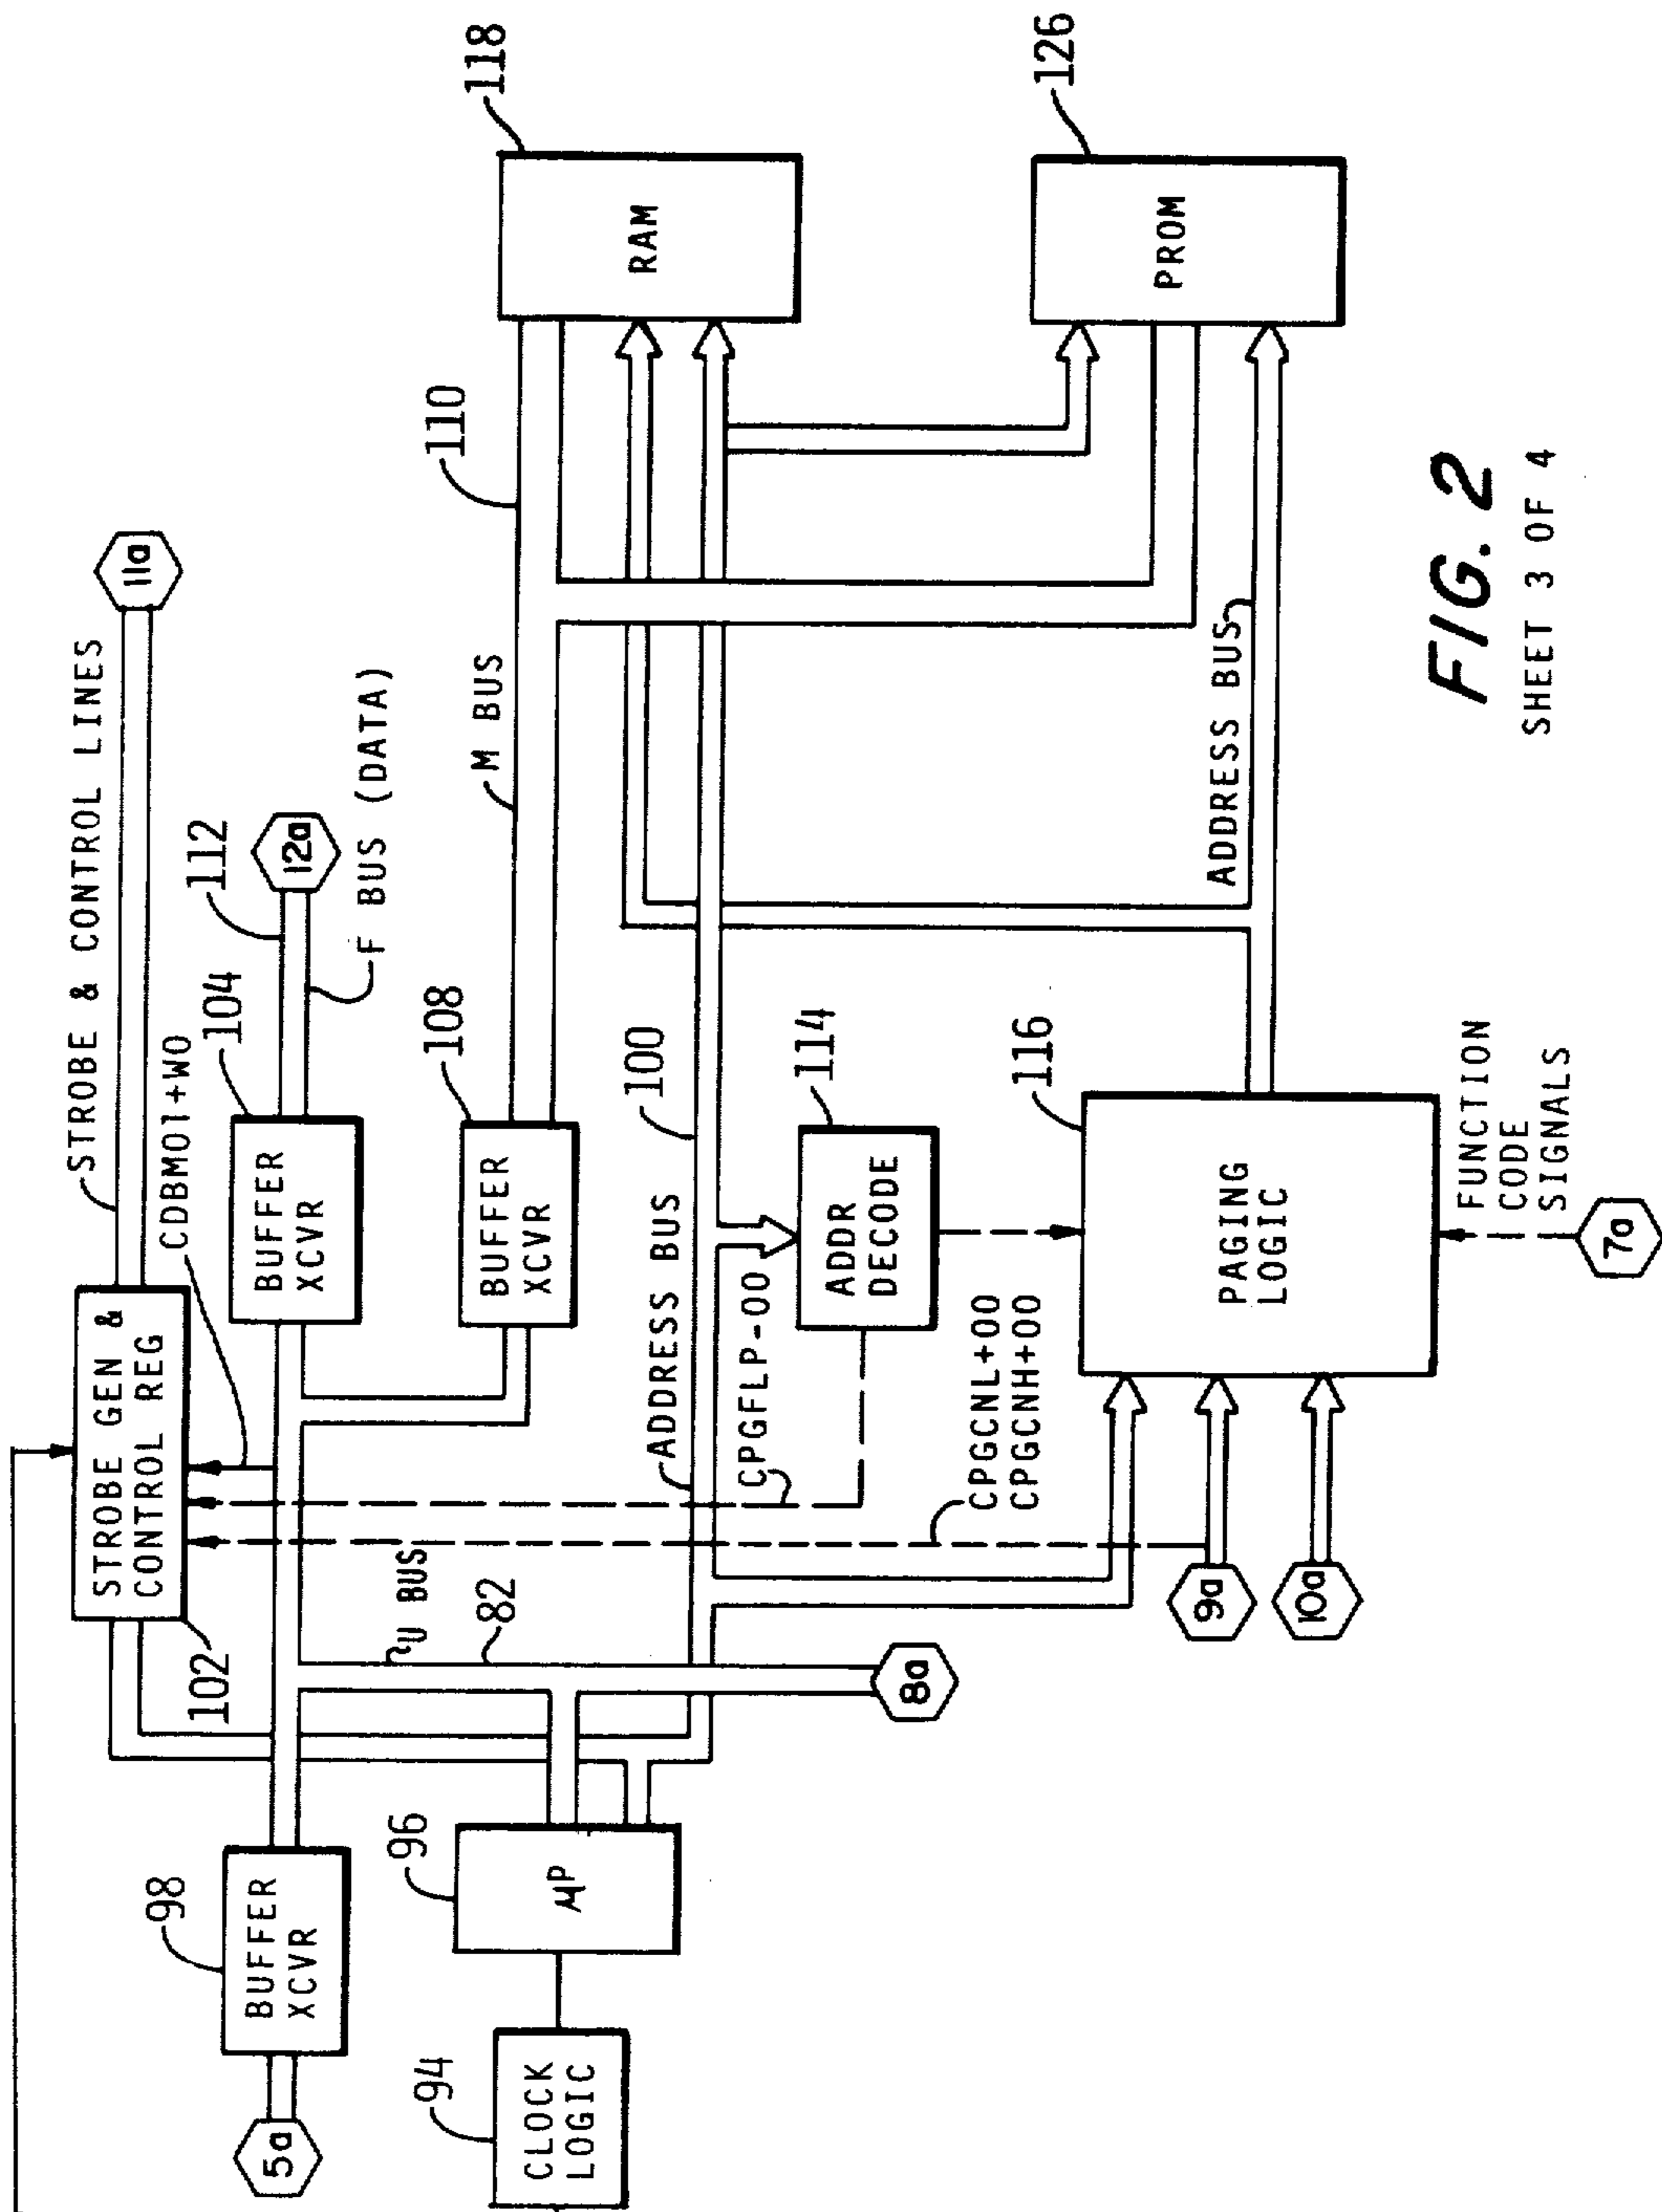 STROBE & CONTROL LINES
11a
STROBE GEN &
CONTROL REG
102
CDBM01+W0
104
112
12a
F BUS (DATA)
98
BUFFER
XCVR
5a
BUFFER
XCVR
U BUS
82
8a
108
BUFFER
XCVR
M BUS
110
118
RAM
96
μP
94
CLOCK
LOGIC
ADDRESS BUS
100
CPGFLP-00
114
ADDR
DECODE
CPGCNL+00
CPGCNH+00
9a
10a
116
PAGING
LOGIC
FUNCTION
CODE
SIGNALS
7a
ADDRESS BUS
126
PROM
FIG. 2
SHEET 3 OF 4